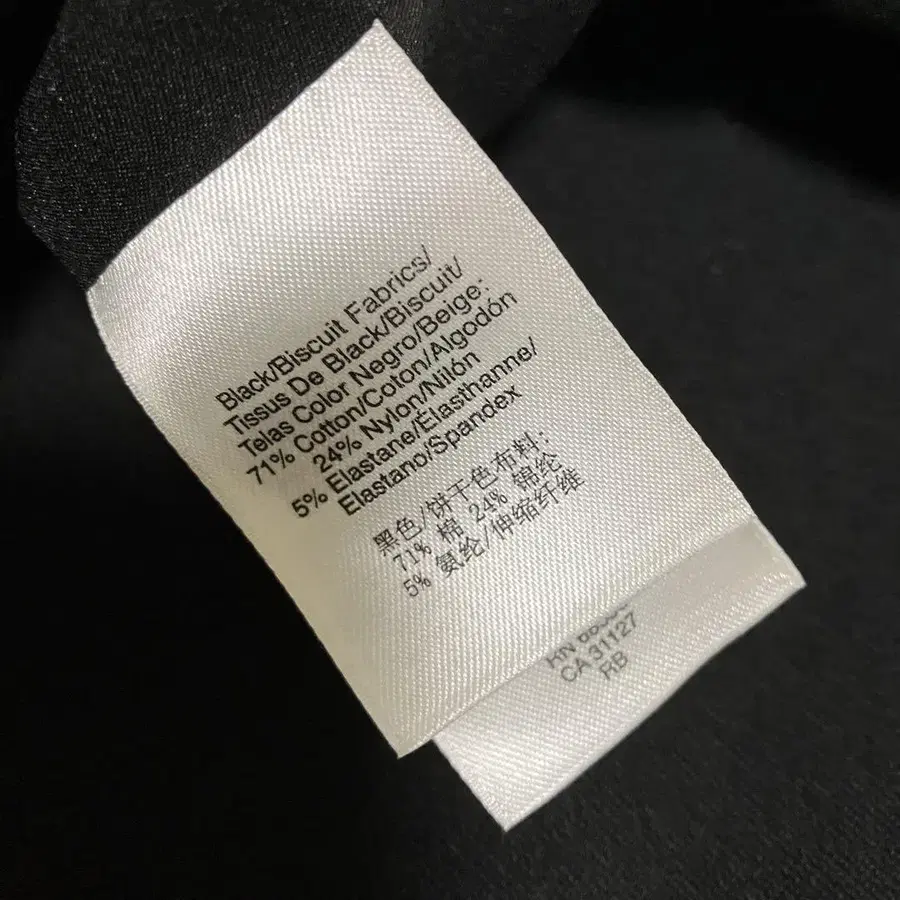 Black/Biscuit Fabrics/
Tissus De Black/Biscuit/
Telas Color Negro/Beige:
71% Cotton/Coton/Algodón
24% Nylon/Nilón
5% Elastane/Élasthanne/
Elastano/Spandex
黑色/饼干色布料:
71% 棉 24% 锦纶
5% 氨纶/伸缩纤维
RN
CA 31127
RB